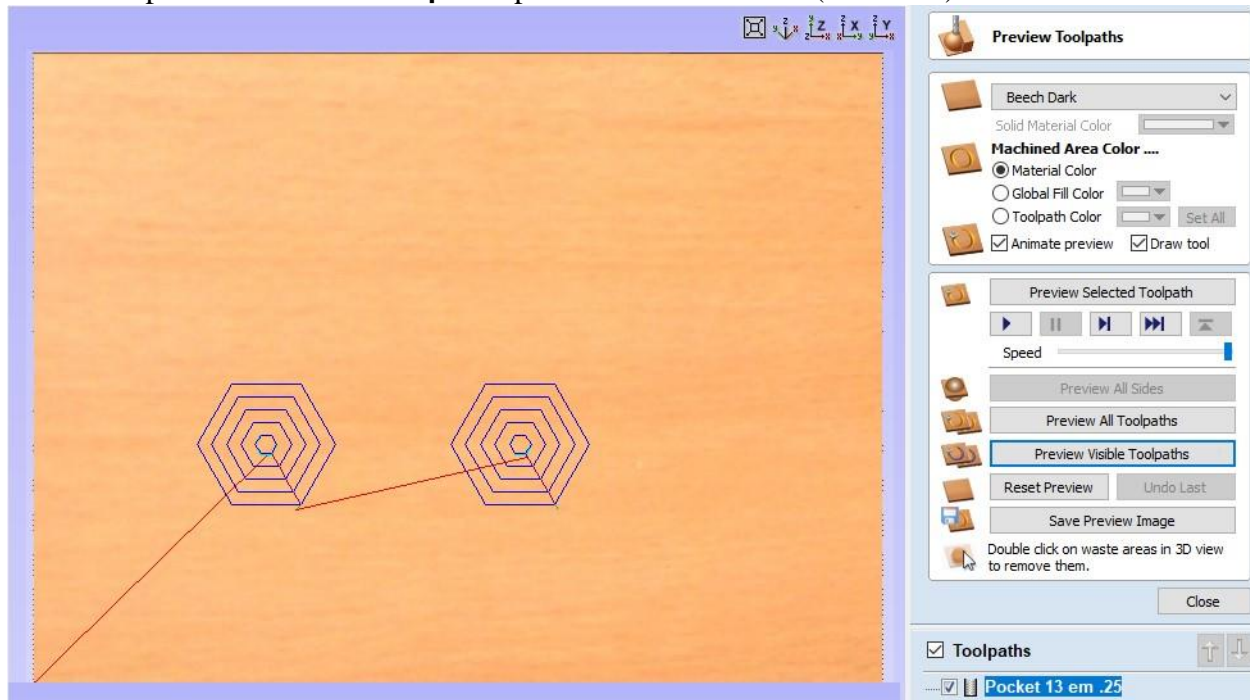 Preview Toolpaths
Beech Dark
Solid Material Color
Machined Area Color ....
Material Color
Global Fill Color
Toolpath Color Set All
Animate preview Draw tool
Preview Selected Toolpath
Speed
Preview All Sides
Preview All Toolpaths
Preview Visible Toolpaths
Reset Preview Undo Last
Save Preview Image
Double click on waste areas in 3D view
to remove them.
Close
Toolpaths
Pocket 13 em .25